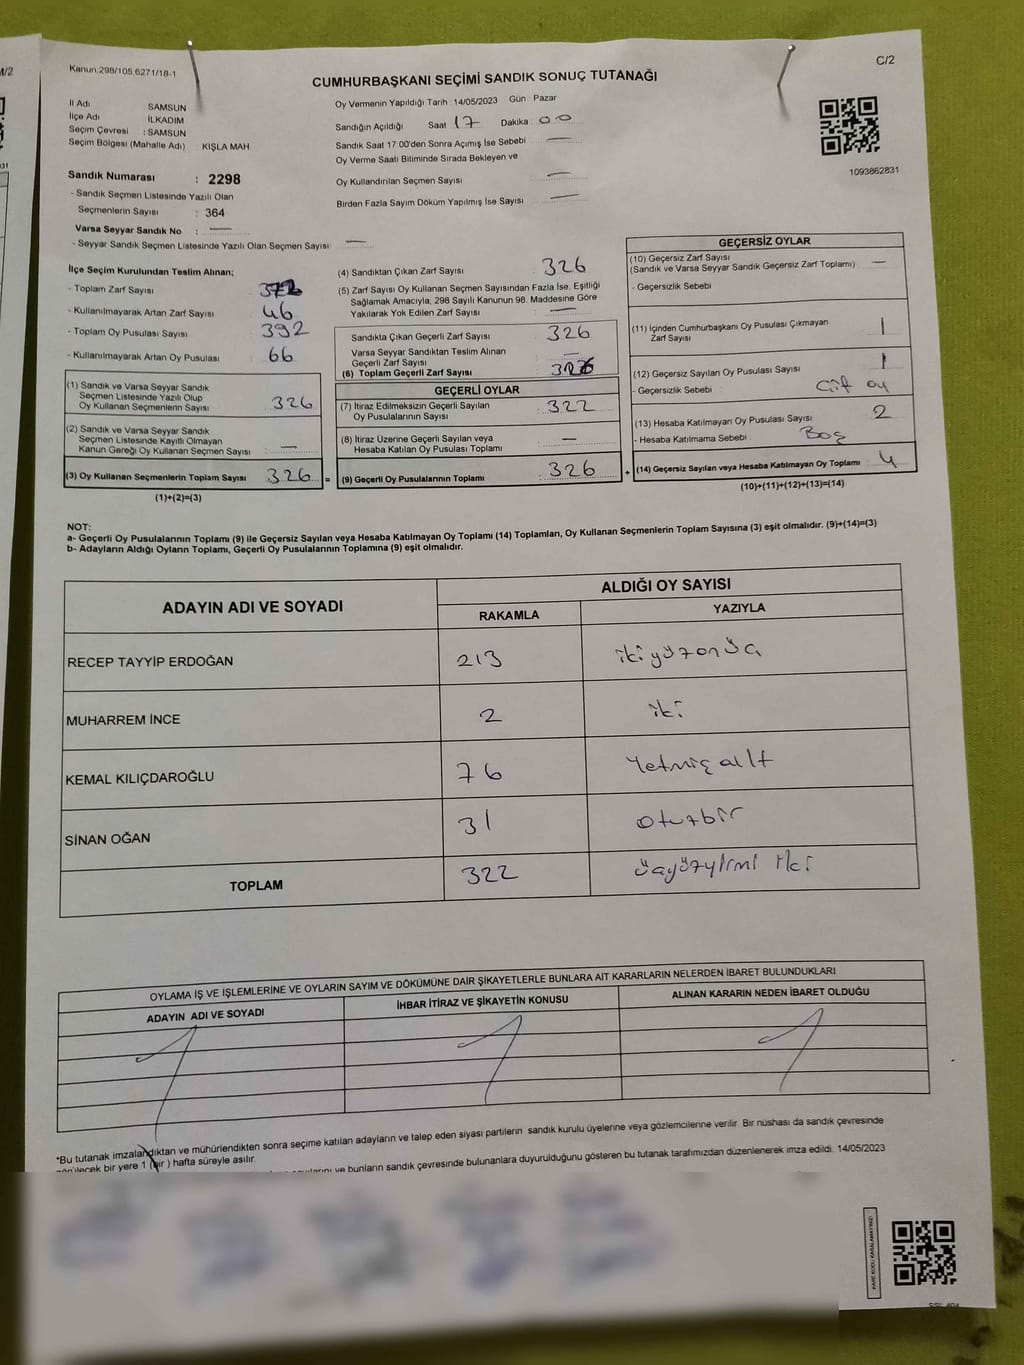 M/2
Kanun:298/105,6271/18-1
C/2
CUMHURBAŞKANI SEÇİMİ SANDIK SONUÇ TUTANAĞI
İl Adı SAMSUN
İlçe Adı İLKADIM
Seçim Çevresi : SAMSUN
Seçim Bölgesi (Mahalle Adı) KIŞLA MAH.
Oy Vermenin Yapıldığı Tarih 14/05/2023 Gün Pazar
Sandığın Açıldığı Saat 17 Dakika 00
Sandık Saat 17:00'den Sonra Açımış İse Sebebi —
Oy Verme Saati Bitiminde Sırada Bekleyen ve
Oy Kullandırılan Seçmen Sayısı —
Birden Fazla Sayım Döküm Yapılmış İse Sayısı —
1093862831
Sandık Numarası : 2298
- Sandık Seçmen Listesinde Yazılı Olan
Seçmenlerin Sayısı : 364
Varsa Seyyar Sandık No : —
- Seyyar Sandık Seçmen Listesinde Yazılı Olan Seçmen Sayısı —
İlçe Seçim Kurulundan Teslim Alınan;
- Toplam Zarf Sayısı
- Kullanılmayarak Artan Zarf Sayısı : 46
- Toplam Oy Pusulası Sayısı : 392
- Kullanılmayarak Artan Oy Pusulası : 66
(1) Sandık ve Varsa Seyyar Sandık
Seçmen Listesinde Yazılı Olup
Oy Kullanan Seçmenlerin Sayısı : 326
(2) Sandık ve Varsa Seyyar Sandık
Seçmen Listesinde Kayıtlı Olmayan
Kanun Gereği Oy Kullanan Seçmen Sayısı : —
(3) Oy Kullanan Seçmenlerin Toplam Sayısı : 326 =
(1)+(2)=(3)
(4) Sandıktan Çıkan Zarf Sayısı : 326
(5) Zarf Sayısı Oy Kullanan Seçmen Sayısından Fazla İse, Eşitliği
Sağlamak Amacıyla, 298 Sayılı Kanunun 98. Maddesine Göre
Yakılarak Yok Edilen Zarf Sayısı : —
Sandıkta Çıkan Geçerli Zarf Sayısı : 326
Varsa Seyyar Sandıktan Teslim Alınan
Geçerli Zarf Sayısı : —
(6) Toplam Geçerli Zarf Sayısı : 326
GEÇERLİ OYLAR
(7) İtiraz Edilmeksizin Geçerli Sayılan
Oy Pusulalarının Sayısı : 322
(8) İtiraz Üzerine Geçerli Sayılan veya
Hesaba Katılan Oy Pusulası Toplamı : —
(9) Geçerli Oy Pusulalarının Toplamı : 326 +
GEÇERSİZ OYLAR
(10) Geçersiz Zarf Sayısı
(Sandık ve Varsa Seyyar Sandık Geçersiz Zarf Toplamı) : —
- Geçersizlik Sebebi
(11) İçinden Cumhurbaşkanı Oy Pusulası Çıkmayan
Zarf Sayısı : 1
(12) Geçersiz Sayılan Oy Pusulası Sayısı : 1
- Geçersizlik Sebebi : Çift oy
(13) Hesaba Katılmayan Oy Pusulası Sayısı : 2
- Hesaba Katılmama Sebebi : Boş
(14) Geçersiz Sayılan veya Hesaba Katılmayan Oy Toplamı : 4
(10)+(11)+(12)+(13)=(14)
NOT:
a- Geçerli Oy Pusulalarının Toplamı (9) ile Geçersiz Sayılan veya Hesaba Katılmayan Oy Toplamı (14) Toplamları, Oy Kullanan Seçmenlerin Toplam Sayısına (3) eşit olmalıdır. (9)+(14)=(3)
b- Adayların Aldığı Oyların Toplamı, Geçerli Oy Pusulalarının Toplamına (9) eşit olmalıdır.
ADAYIN ADI VE SOYADI
ALDIĞI OY SAYISI
RAKAMLA YAZIYLA
RECEP TAYYİP ERDOĞAN 213 ikiyüzonüç
MUHARREM İNCE 2 iki
KEMAL KILIÇDAROĞLU 76 Yetmiş altı
SİNAN OĞAN 31 otuzbir
TOPLAM 322 üçyüzyirmi iki
OYLAMA İŞ VE İŞLEMLERİNE VE OYLARIN SAYIM VE DÖKÜMÜNE DAİR ŞİKAYETLERLE BUNLARA AİT KARARLARIN NELERDEN İBARET BULUNDUKLARI
ADAYIN ADI VE SOYADI İHBAR İTİRAZ VE ŞİKAYETİN KONUSU ALINAN KARARIN NEDEN İBARET OLDUĞU
*Bu tutanak imzalandıktan ve mühürlendikten sonra seçime katılan adayların ve talep eden siyasi partilerin sandık kurulu üyelerine veya gözlemcilerine verilir. Bir nüshası da sandık çevresinde
görülecek bir yere 1 (bir) hafta süreyle asılır.
ve bunların sandık çevresinde bulunanlara duyurulduğunu gösteren bu tutanak tarafımızdan düzenlenerek imza edildi. 14/05/2023
KARE KODU KARALAMAYINIZ!